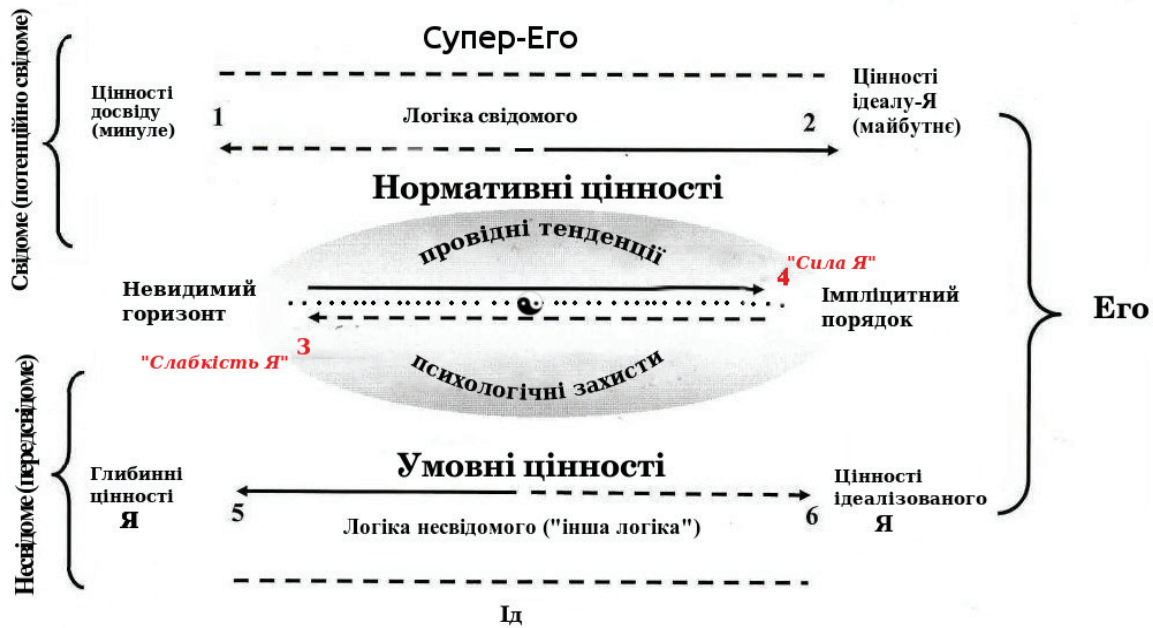 Супер-Его
Свідоме (потенційно свідоме)
Цінності
досвіду
(минуле)
1
Логіка свідомого
2
Цінності
ідеалу-Я
(майбутнє)
Нормативні цінності
провідні тенденції
"Сила Я"
4
Невидимий
горизонт
Імпліцитний
порядок
Его
3
"Слабкість Я"
психологічні захисти
Несвідоме (передсвідоме)
Умовні цінності
Глибинні
цінності
Я
5
6
Цінності
ідеалізованого
Я
Логіка несвідомого ("інша логіка")
Ід